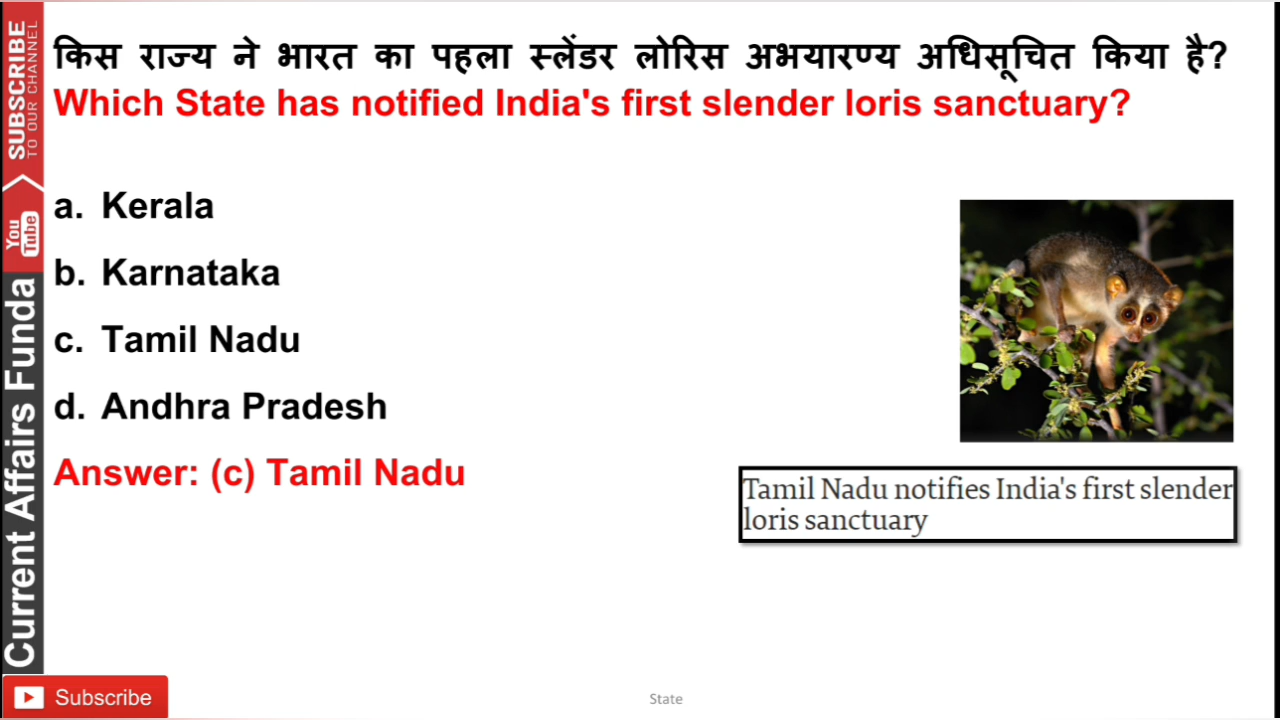 किस राज्य ने भारत का पहला स्लेंडर लोरिस अभयारण्य अधिसूचित किया है?
Which State has notified India's first slender loris sanctuary?
a. Kerala
b. Karnataka
c. Tamil Nadu
d. Andhra Pradesh
Answer: (c) Tamil Nadu
Tamil Nadu notifies India's first slender
loris sanctuary
SUBSCRIBE
TO OUR CHANNEL
You
Tube
Current Affairs Funda
Subscribe
State